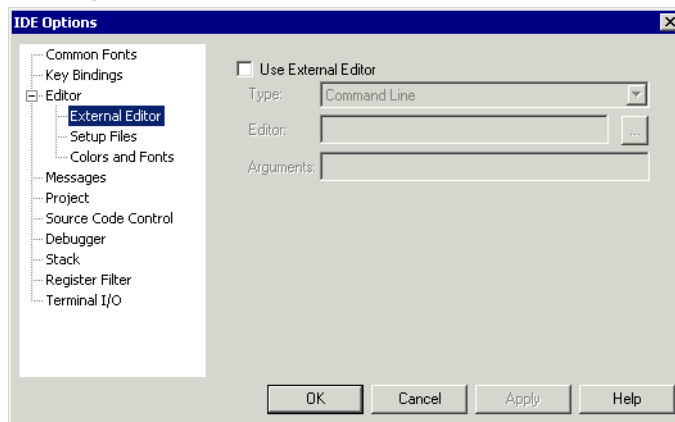 IDE Options
Common Fonts
Key Bindings
Editor
External Editor
Setup Files
Colors and Fonts
Messages
Project
Source Code Control
Debugger
Stack
Register Filter
Terminal I/O
Use External Editor
Type: Command Line
Editor: ...
Arguments:
OK Cancel Apply Help